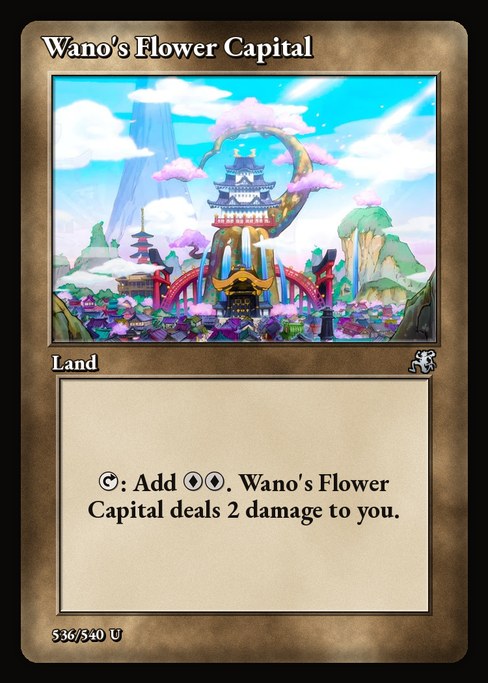 Wano's Flower Capital
Land
: Add . Wano's Flower
Capital deals 2 damage to you.
536/540 U